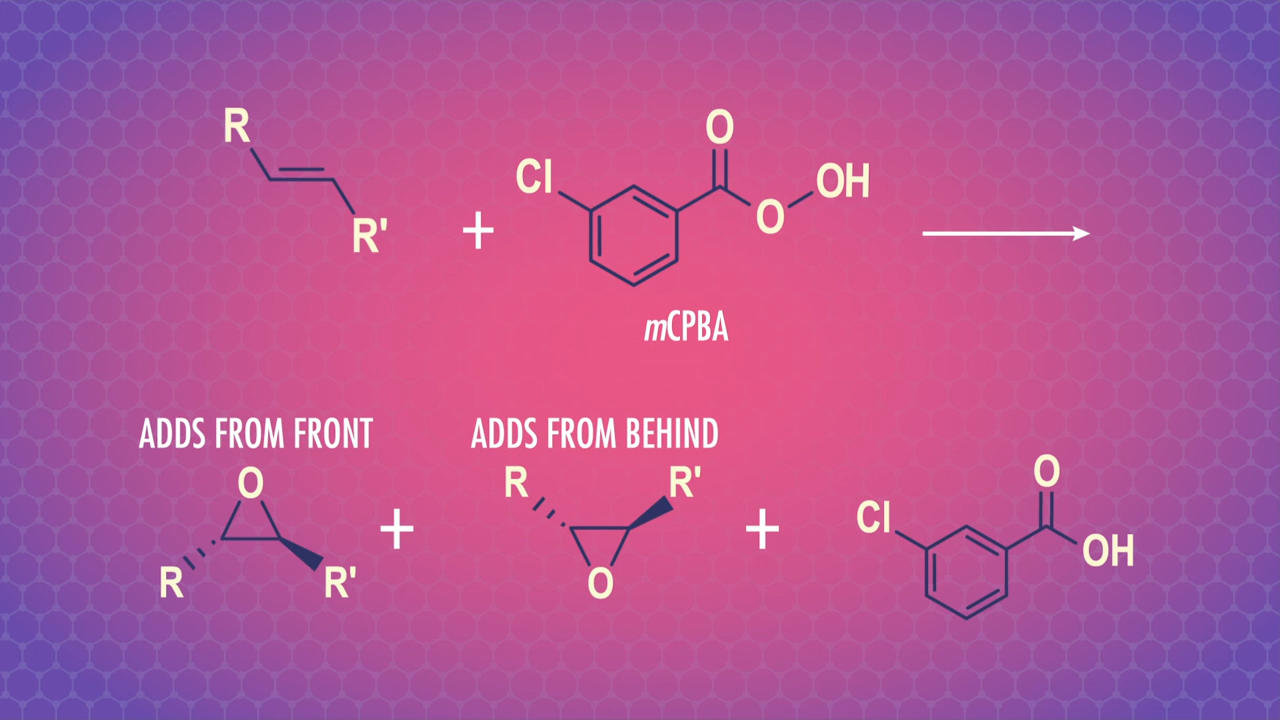 R
R'
+
Cl
O
O
OH
mCPBA
ADDS FROM FRONT
O
R
R'
+
ADDS FROM BEHIND
R
R'
O
+
Cl
O
OH